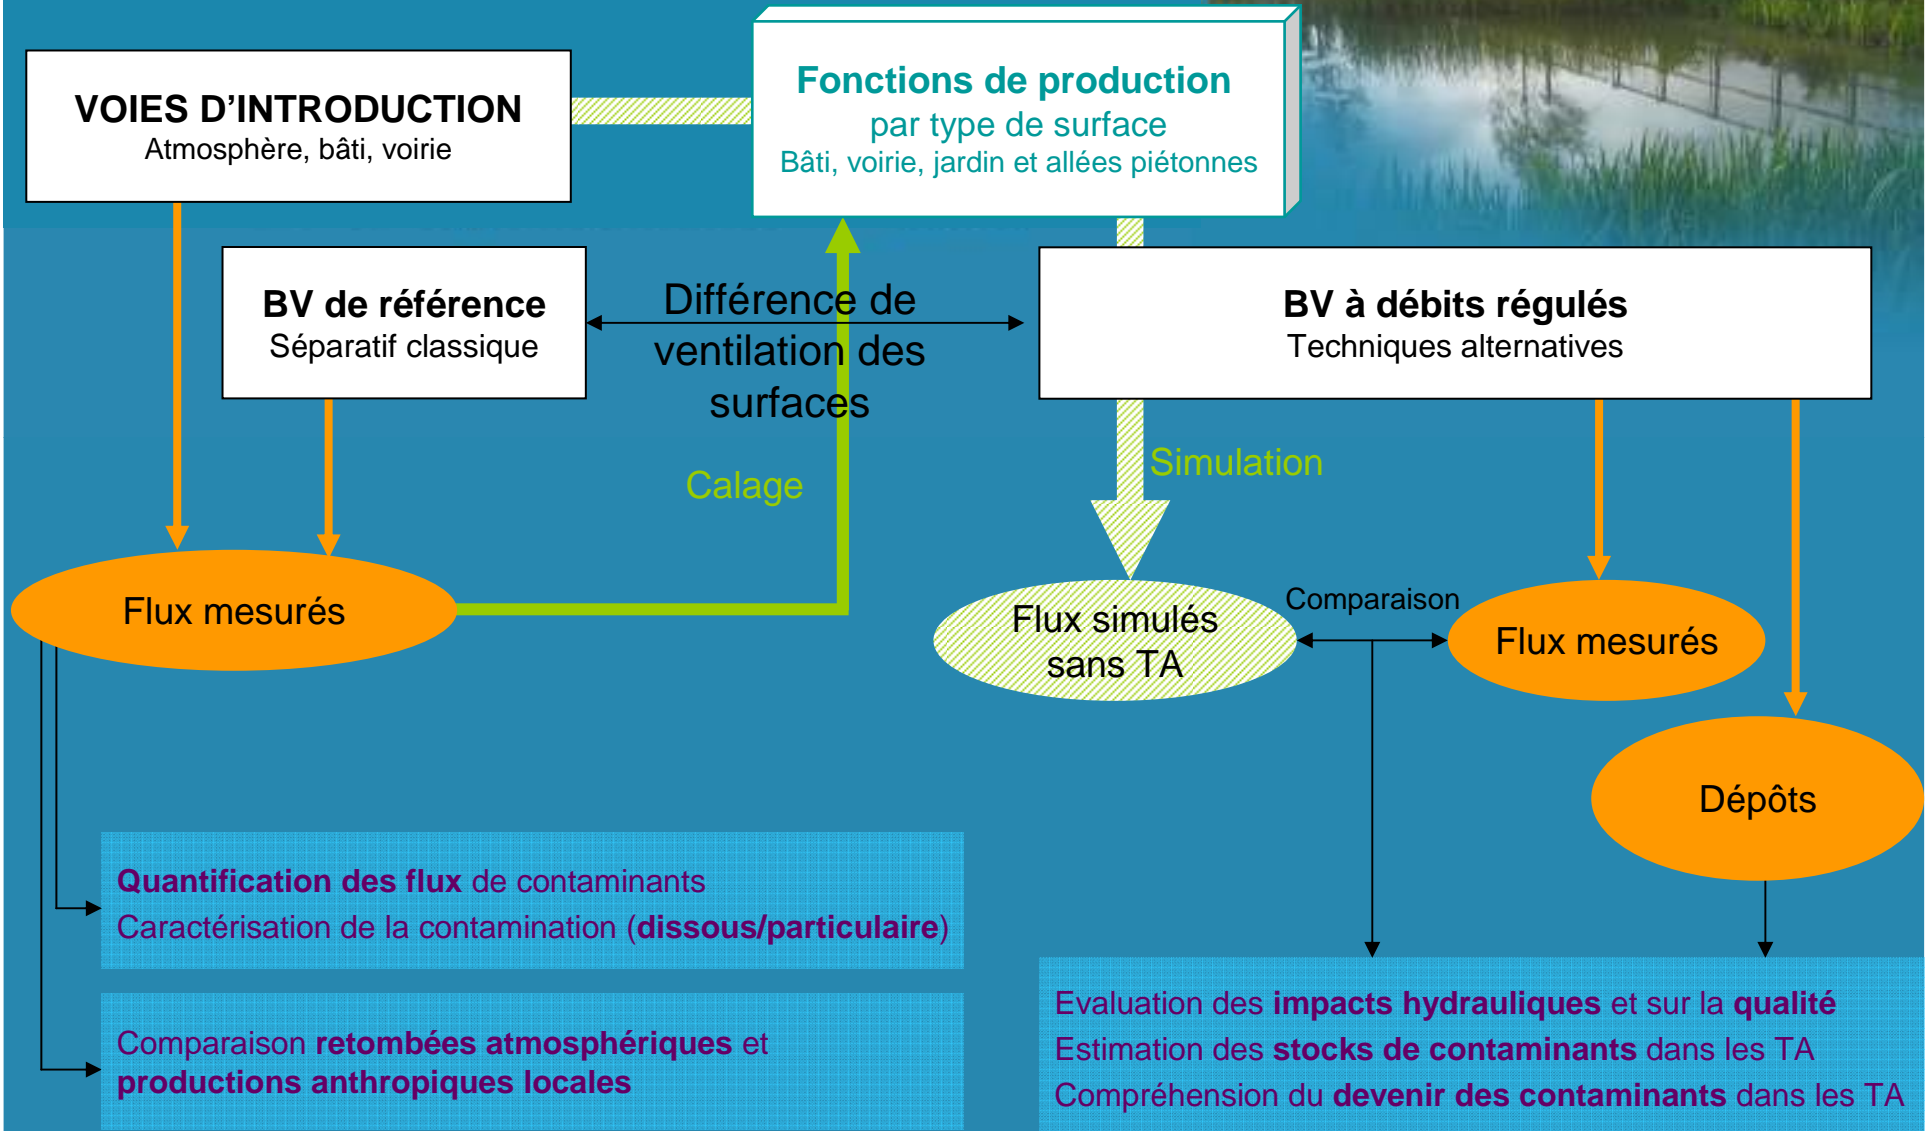 VOIES D'INTRODUCTION
Atmosphère, bâti, voirie
Fonctions de production
par type de surface
Bâti, voirie, jardin et allées piétonnes
BV de référence
Séparatif classique
Différence de
ventilation des
surfaces
BV à débits régulés
Techniques alternatives
Calage
Simulation
Flux mesurés
Flux simulés
sans TA
Comparaison
Flux mesurés
Dépôts
Quantification des flux de contaminants
Caractérisation de la contamination (dissous/particulaire)
Comparaison retombées atmosphériques et
productions anthropiques locales
Evaluation des impacts hydrauliques et sur la qualité
Estimation des stocks de contaminants dans les TA
Compréhension du devenir des contaminants dans les TA